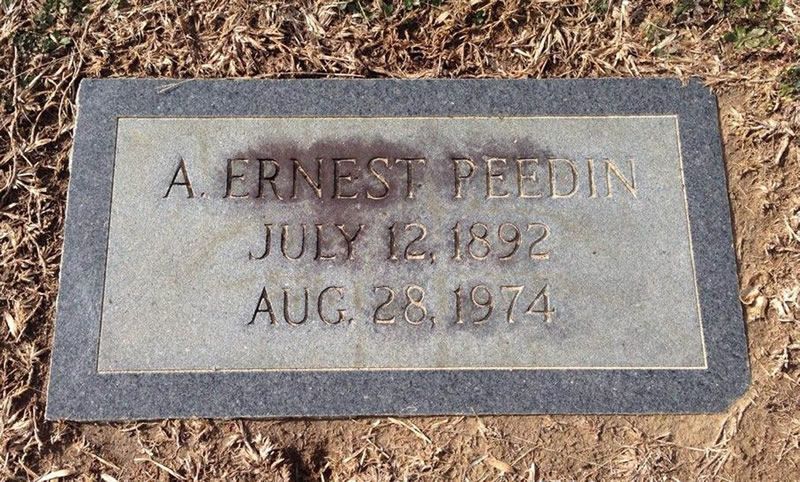 A. ERNEST PEEDIN
JULY 12, 1892
AUG. 28, 1974